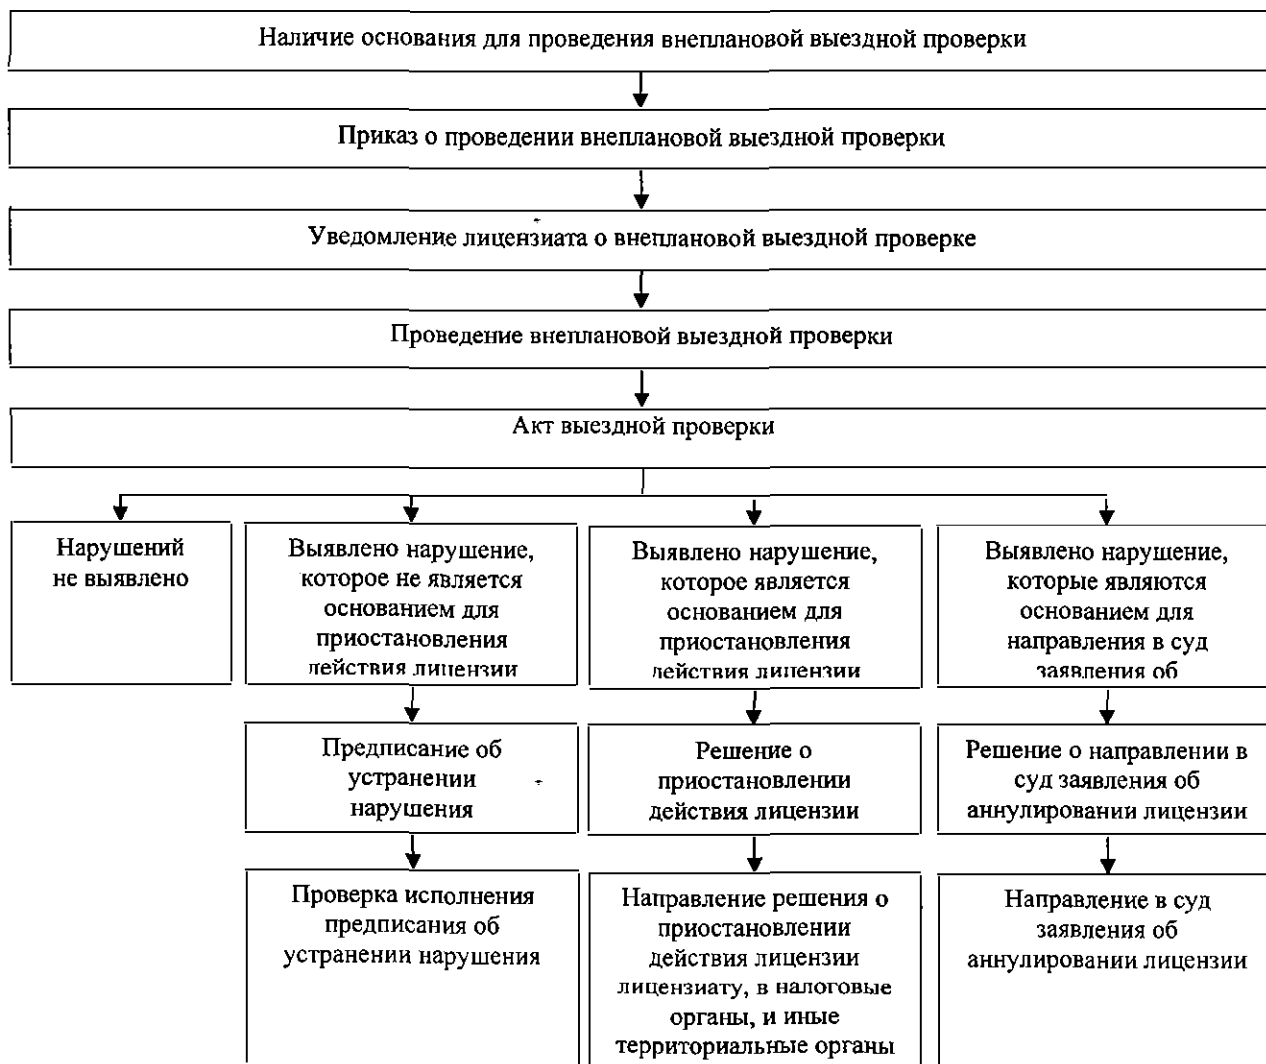 Наличие основания для проведения внеплановой выездной проверки
Приказ о проведении внеплановой выездной проверки
Уведомление лицензиата о внеплановой выездной проверке
Проведение внеплановой выездной проверки
Акт выездной проверки
Нарушений
не выявлено
Выявлено нарушение,
которое не является
основанием для
приостановления
действия лицензии
Выявлено нарушение,
которое является
основанием для
приостановления
действия лицензии
Выявлено нарушение,
которые являются
основанием для
направления в суд
заявления об
Предписание об
устранении
нарушения
Решение о
приостановлении
действия лицензии
Решение о направлении в
суд заявления об
аннулировании лицензии
Проверка исполнения
предписания об
устранении нарушения
Направление решения о
приостановлении
действия лицензии
лицензиату, в налоговые
органы, и иные
территориальные органы
Направление в суд
заявления об
аннулировании лицензии